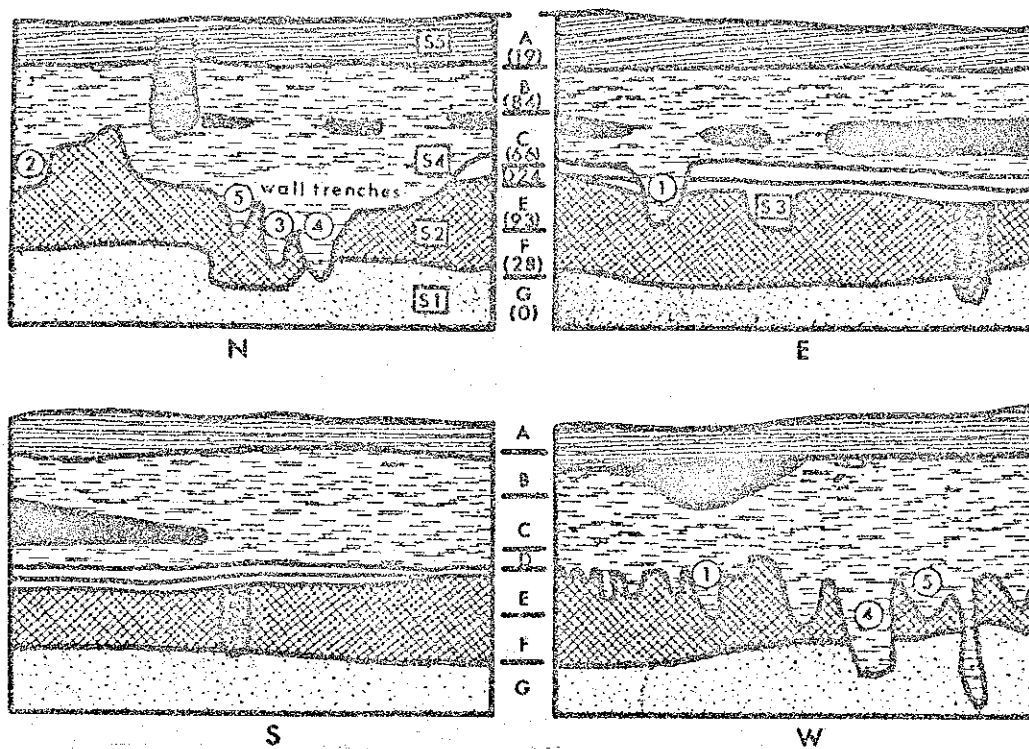 S5
A
(19)
B
(84)
C
(66)
D24
E
(93)
F
(28)
G
(0)
S4
②
wall trenches
⑤
③
④
S2
S1
①
S3
N
E
A
B
C
D
E
F
G
①
④
⑤
S
W